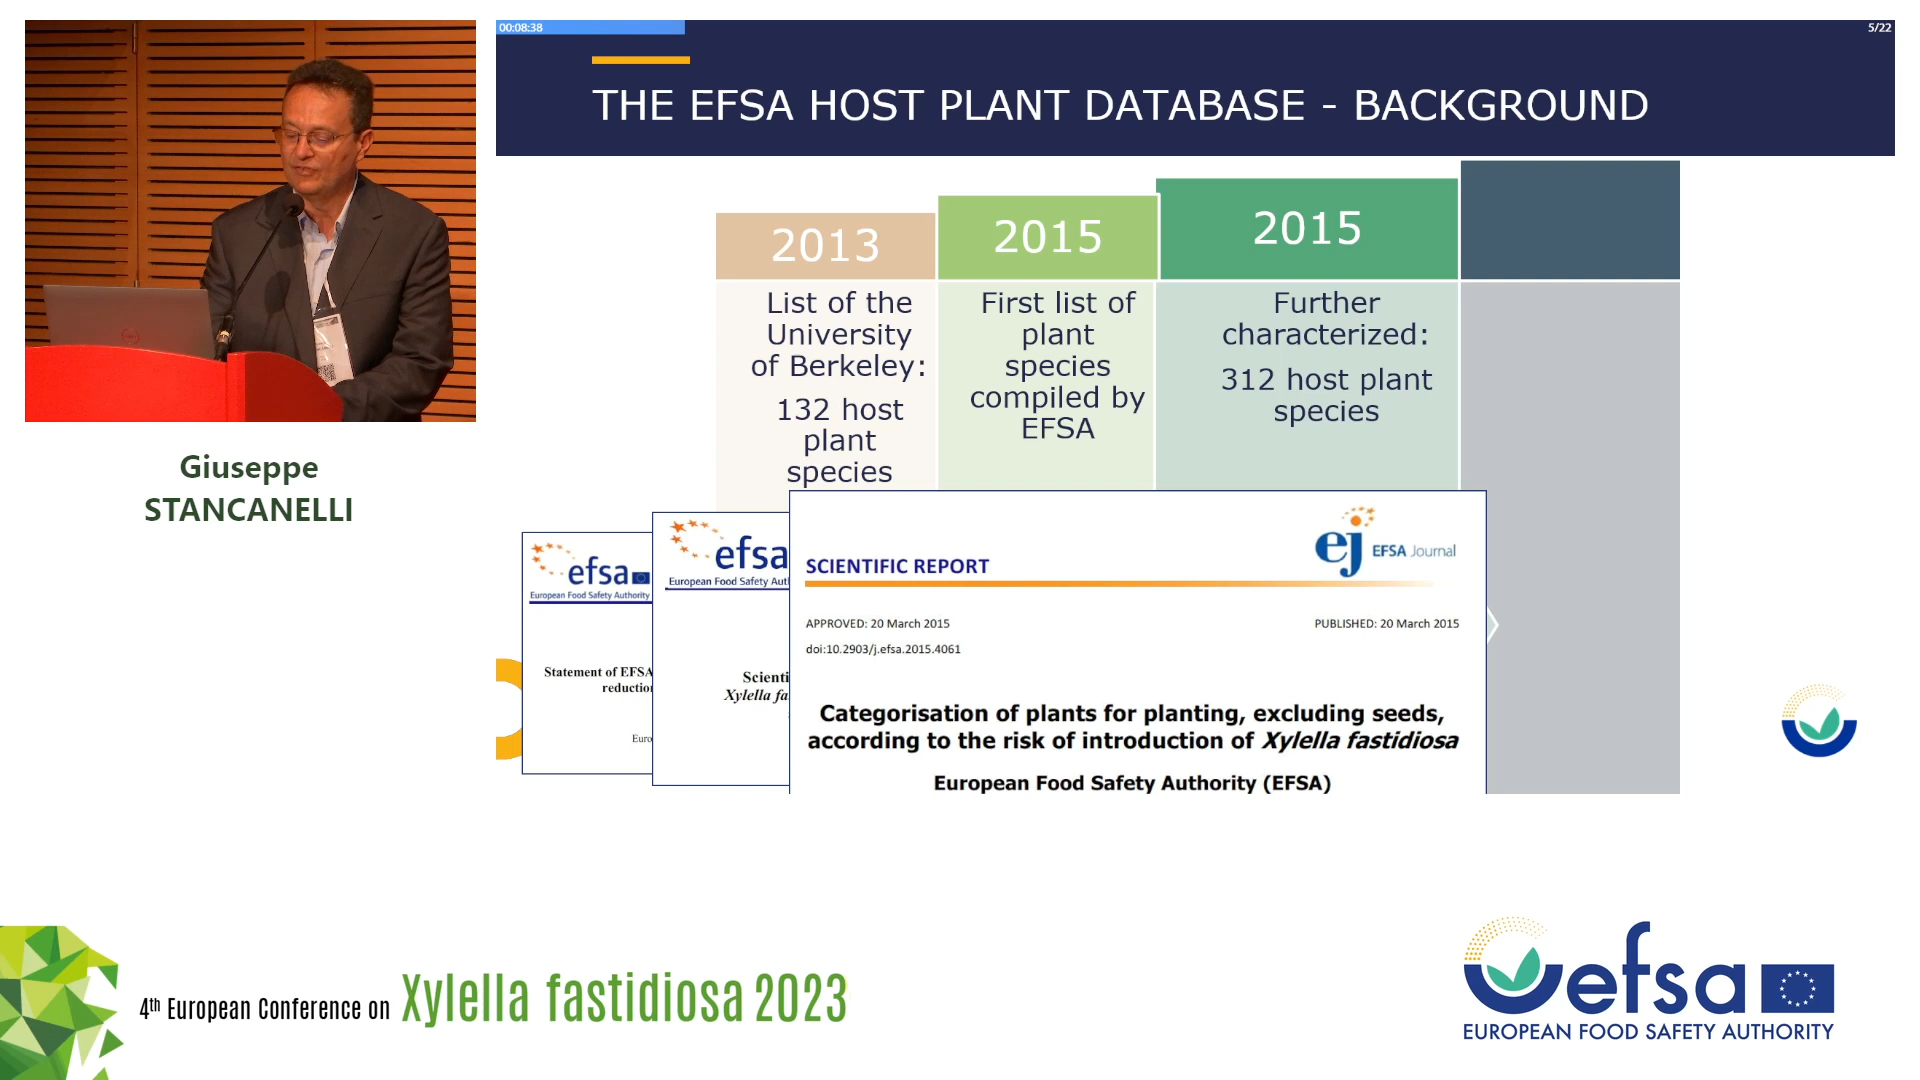 00:08:38
5/22
THE EFSA HOST PLANT DATABASE - BACKGROUND
Giuseppe
STANCANELLI
2013
List of the
University
of Berkeley:
132 host
plant
species
2015
First list of
plant
species
compiled by
EFSA
2015
Further
characterized:
312 host plant
species
efsa
European Food Safety Authority
Statement of EFSA
reduction
Euro
efsa
European Food Safety Aut
Scienti
Xylella fa
SCIENTIFIC REPORT
ej EFSA Journal
APPROVED: 20 March 2015
PUBLISHED: 20 March 2015
doi:10.2903/j.efsa.2015.4061
Categorisation of plants for planting, excluding seeds,
according to the risk of introduction of Xylella fastidiosa
European Food Safety Authority (EFSA)
4th European Conference on Xylella fastidiosa 2023
efsa
EUROPEAN FOOD SAFETY AUTHORITY